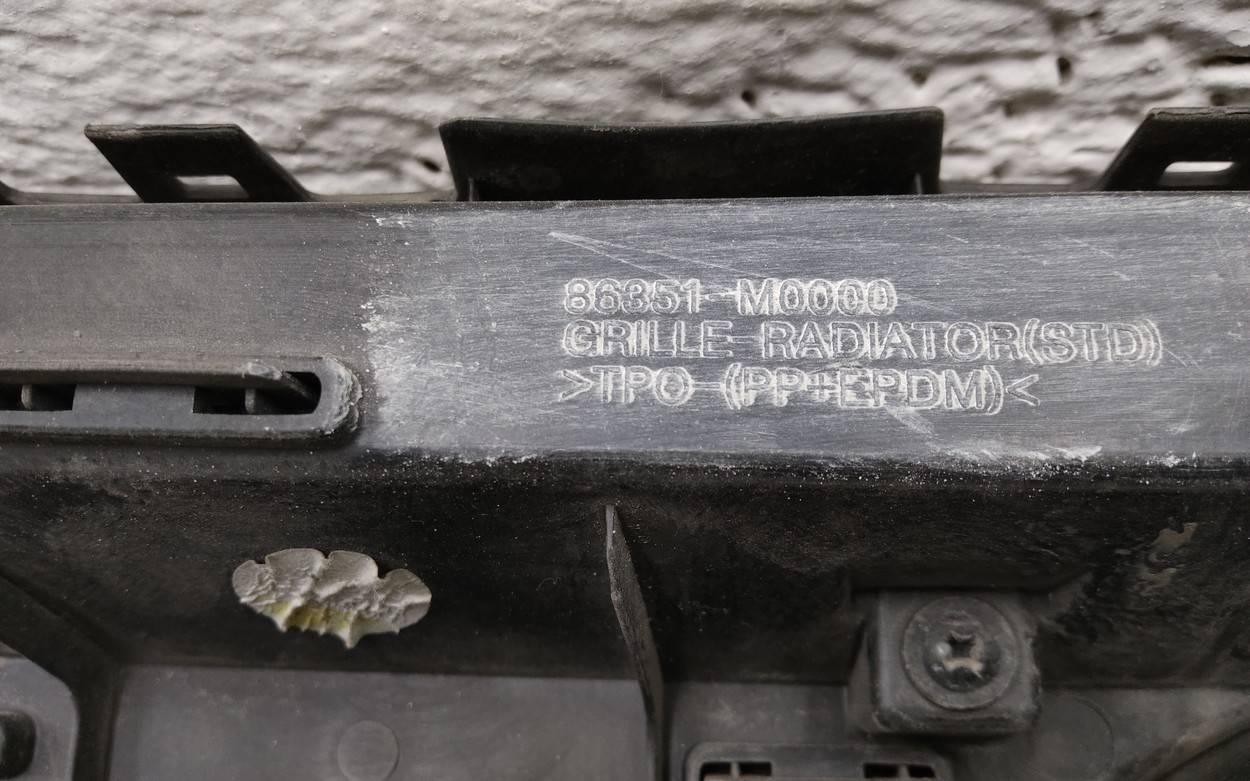 86351-M0000
GRILLE RADIATOR(STD)
>TPO (PP+EPDM)<